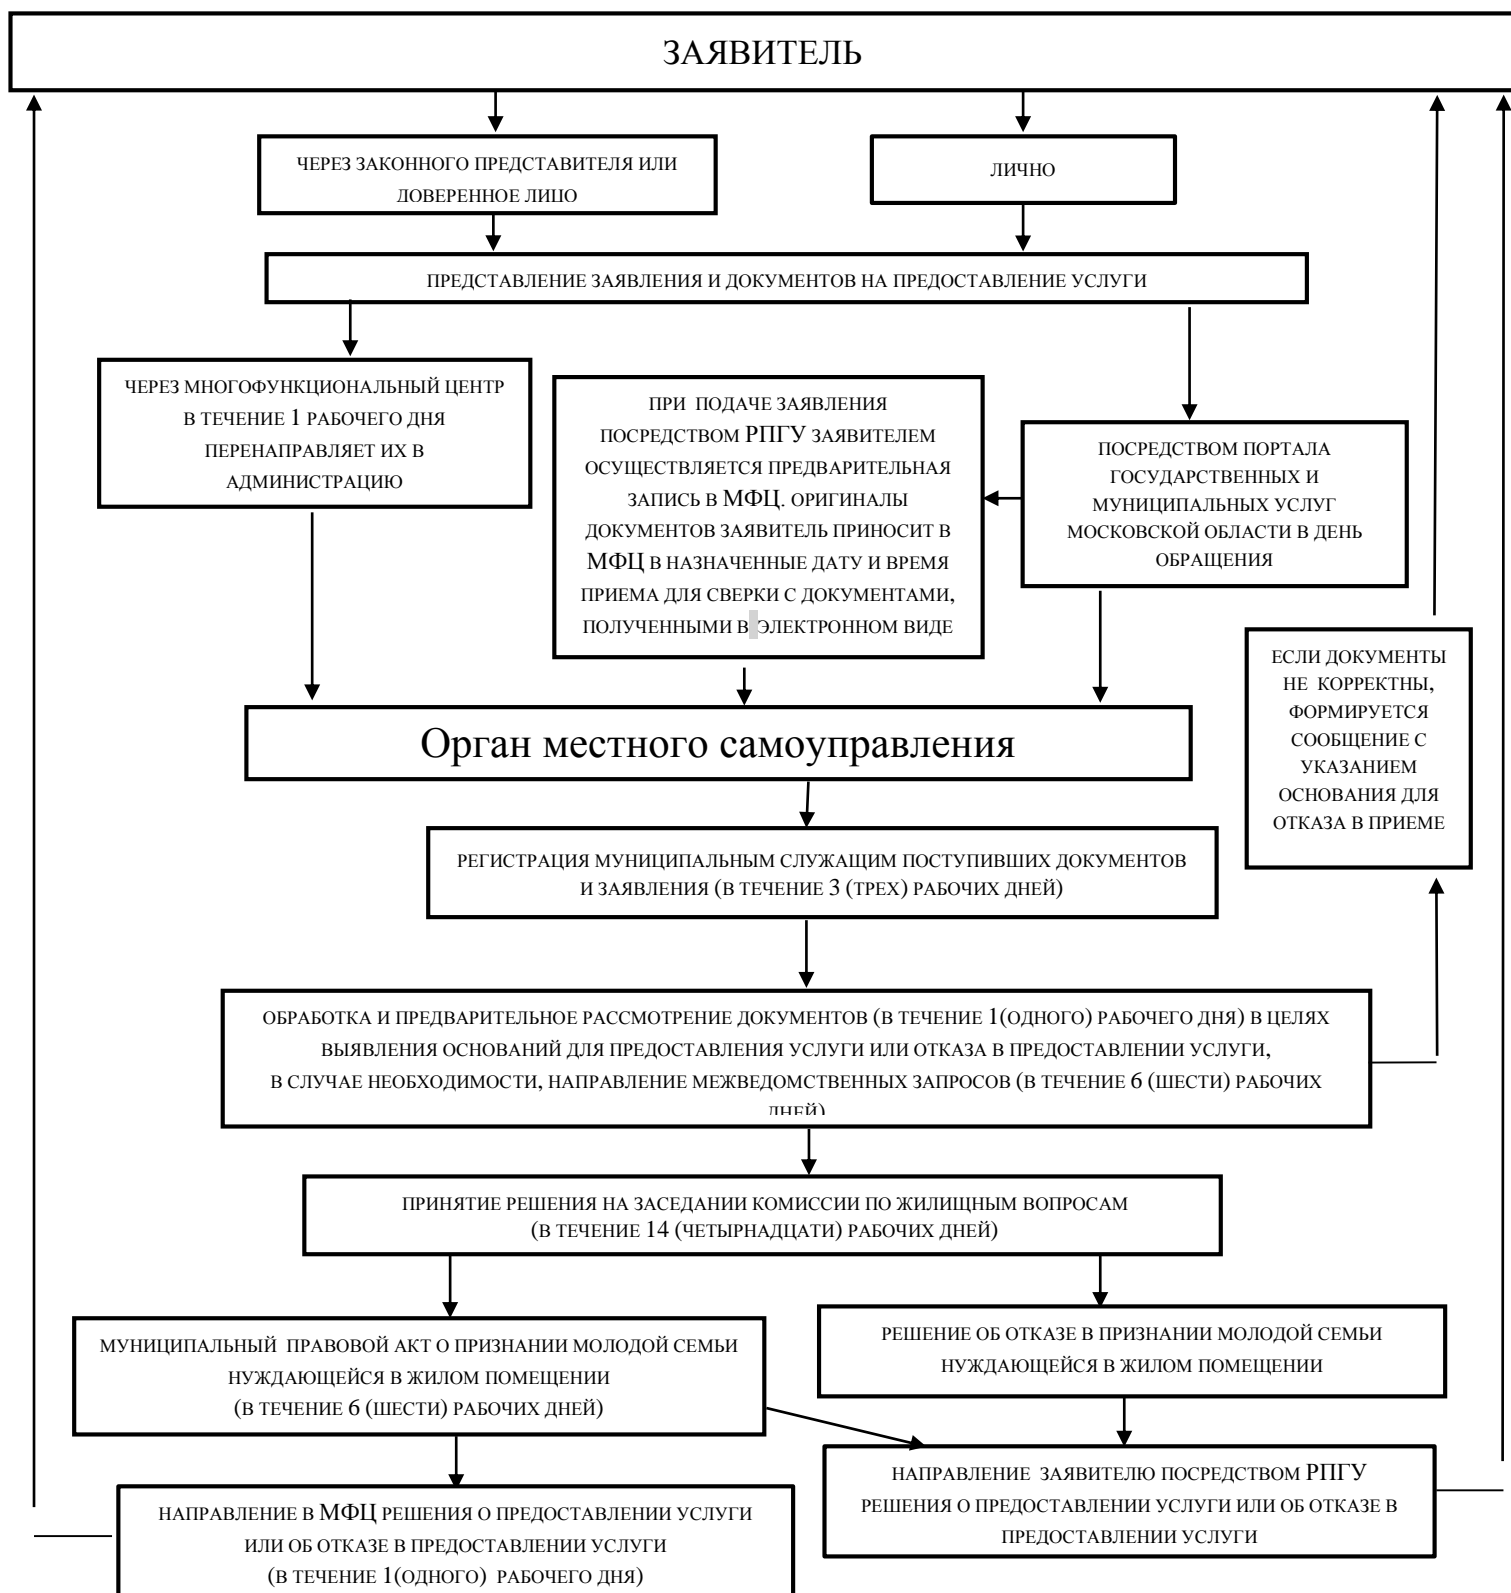 ЗАЯВИТЕЛЬ
ЧЕРЕЗ ЗАКОННОГО ПРЕДСТАВИТЕЛЯ ИЛИ
ДОВЕРЕННОЕ ЛИЦО
ЛИЧНО
ПРЕДСТАВЛЕНИЕ ЗАЯВЛЕНИЯ И ДОКУМЕНТОВ НА ПРЕДОСТАВЛЕНИЕ УСЛУГИ
ЧЕРЕЗ МНОГОФУНКЦИОНАЛЬНЫЙ ЦЕНТР
В ТЕЧЕНИЕ 1 РАБОЧЕГО ДНЯ
ПЕРЕНАПРАВЛЯЕТ ИХ В
АДМИНИСТРАЦИЮ
ПРИ ПОДАЧЕ ЗАЯВЛЕНИЯ
ПОСРЕДСТВОМ РПГУ ЗАЯВИТЕЛЕМ
ОСУЩЕСТВЛЯЕТСЯ ПРЕДВАРИТЕЛЬНАЯ
ЗАПИСЬ В МФЦ. ОРИГИНАЛЫ
ДОКУМЕНТОВ ЗАЯВИТЕЛЬ ПРИНОСИТ В
МФЦ В НАЗНАЧЕННЫЕ ДАТУ И ВРЕМЯ
ПРИЕМА ДЛЯ СВЕРКИ С ДОКУМЕНТАМИ,
ПОЛУЧЕННЫМИ В ЭЛЕКТРОННОМ ВИДЕ
ПОСРЕДСТВОМ ПОРТАЛА
ГОСУДАРСТВЕННЫХ И
МУНИЦИПАЛЬНЫХ УСЛУГ
МОСКОВСКОЙ ОБЛАСТИ В ДЕНЬ
ОБРАЩЕНИЯ
ЕСЛИ ДОКУМЕНТЫ
НЕ КОРРЕКТНЫ,
ФОРМИРУЕТСЯ
СООБЩЕНИЕ С
УКАЗАНИЕМ
ОСНОВАНИЯ ДЛЯ
ОТКАЗА В ПРИЕМЕ
Орган местного самоуправления
РЕГИСТРАЦИЯ МУНИЦИПАЛЬНЫМ СЛУЖАЩИМ ПОСТУПИВШИХ ДОКУМЕНТОВ
И ЗАЯВЛЕНИЯ (В ТЕЧЕНИЕ 3 (ТРЕХ) РАБОЧИХ ДНЕЙ)
ОБРАБОТКА И ПРЕДВАРИТЕЛЬНОЕ РАССМОТРЕНИЕ ДОКУМЕНТОВ (В ТЕЧЕНИЕ 1(ОДНОГО) РАБОЧЕГО ДНЯ) В ЦЕЛЯХ
ВЫЯВЛЕНИЯ ОСНОВАНИЙ ДЛЯ ПРЕДОСТАВЛЕНИЯ УСЛУГИ ИЛИ ОТКАЗА В ПРЕДОСТАВЛЕНИИ УСЛУГИ,
В СЛУЧАЕ НЕОБХОДИМОСТИ, НАПРАВЛЕНИЕ МЕЖВЕДОМСТВЕННЫХ ЗАПРОСОВ (В ТЕЧЕНИЕ 6 (ШЕСТИ) РАБОЧИХ
ДНЕЙ)
ПРИНЯТИЕ РЕШЕНИЯ НА ЗАСЕДАНИИ КОМИССИИ ПО ЖИЛИЩНЫМ ВОПРОСАМ
(В ТЕЧЕНИЕ 14 (ЧЕТЫРНАДЦАТИ) РАБОЧИХ ДНЕЙ)
МУНИЦИПАЛЬНЫЙ ПРАВОВОЙ АКТ О ПРИЗНАНИИ МОЛОДОЙ СЕМЬИ
НУЖДАЮЩЕЙСЯ В ЖИЛОМ ПОМЕЩЕНИИ
(В ТЕЧЕНИЕ 6 (ШЕСТИ) РАБОЧИХ ДНЕЙ)
РЕШЕНИЕ ОБ ОТКАЗЕ В ПРИЗНАНИИ МОЛОДОЙ СЕМЬИ
НУЖДАЮЩЕЙСЯ В ЖИЛОМ ПОМЕЩЕНИИ
НАПРАВЛЕНИЕ В МФЦ РЕШЕНИЯ О ПРЕДОСТАВЛЕНИИ УСЛУГИ
ИЛИ ОБ ОТКАЗЕ В ПРЕДОСТАВЛЕНИИ УСЛУГИ
(В ТЕЧЕНИЕ 1(ОДНОГО) РАБОЧЕГО ДНЯ)
НАПРАВЛЕНИЕ ЗАЯВИТЕЛЮ ПОСРЕДСТВОМ РПГУ
РЕШЕНИЯ О ПРЕДОСТАВЛЕНИИ УСЛУГИ ИЛИ ОБ ОТКАЗЕ В
ПРЕДОСТАВЛЕНИИ УСЛУГИ